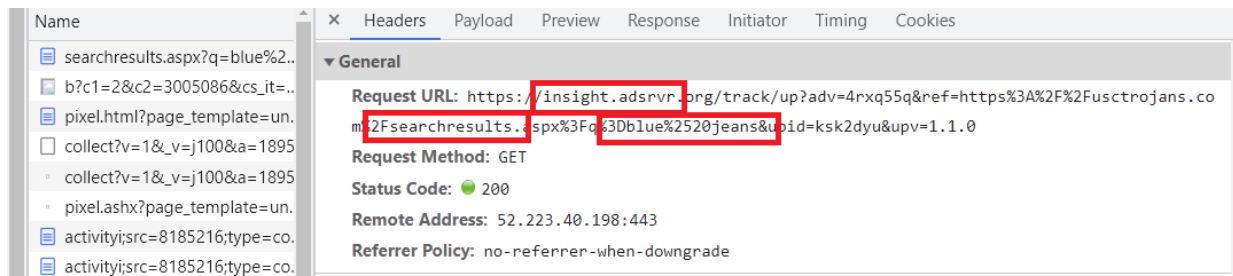 Name
searchresults.aspx?q=blue%2..
b?c1=2&c2=3005086&cs_it=..
pixel.html?page_template=un.
collect?v=1&_v=j100&a=1895
collect?v=1&_v=j100&a=1895
pixel.ashx?page_template=un.
activityi;src=8185216;type=co.
activityi;src=8185216;type=co.
× Headers Payload Preview Response Initiator Timing Cookies
▼ General
Request URL: https://insight.adsrvr.org/track/up?adv=4rxq55q&ref=https%3A%2F%2Fusctrojans.co
m%2Fsearchresults.aspx%3Fq%3Dblue%2520jeans&upid=ksk2dyu&upv=1.1.0
Request Method: GET
Status Code: 200
Remote Address: 52.223.40.198:443
Referrer Policy: no-referrer-when-downgrade